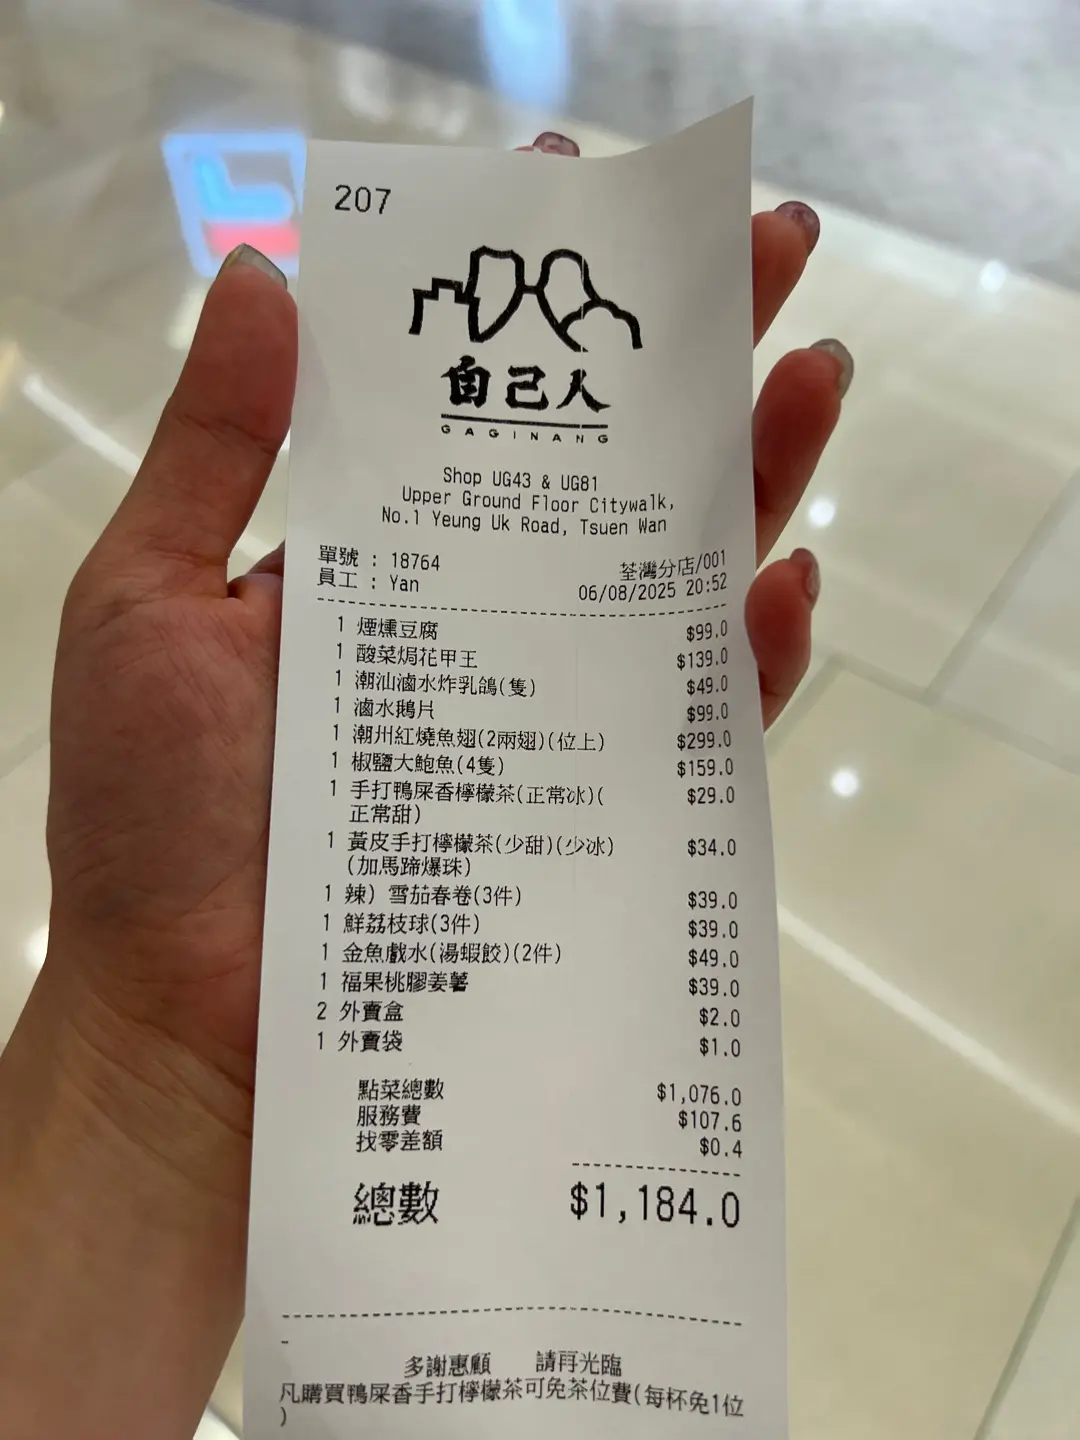 207
自己人
GAGINANG
Shop UG43 & UG81
Upper Ground Floor Citywalk,
No.1 Yeung Uk Road, Tsuen Wan
單號 : 18764 荃灣分店/001
員工 : Yan 06/08/2025 20:52
1 煙燻豆腐 $99.0
1 酸菜焗花甲王 $139.0
1 潮汕滷水炸乳鴿(隻) $49.0
1 滷水鵝片 $99.0
1 潮州紅燒魚翅(2兩翅)(位上) $299.0
1 椒鹽大鮑魚(4隻) $159.0
1 手打鴨屎香檸檬茶(正常冰)( $29.0
正常甜)
1 黃皮手打檸檬茶(少甜)(少冰) $34.0
(加馬蹄爆珠)
1 辣) 雪茄春卷(3件) $39.0
1 鮮荔枝球(3件) $39.0
1 金魚戲水(湯蝦餃)(2件) $49.0
1 福果桃膠姜薯 $39.0
2 外賣盒 $2.0
1 外賣袋 $1.0
點菜總數 $1,076.0
服務費 $107.6
找零差額 $0.4
總數 $1,184.0
-
多謝惠顧 請再光臨
凡購買鴨屎香手打檸檬茶可免茶位費(每杯免1位
)